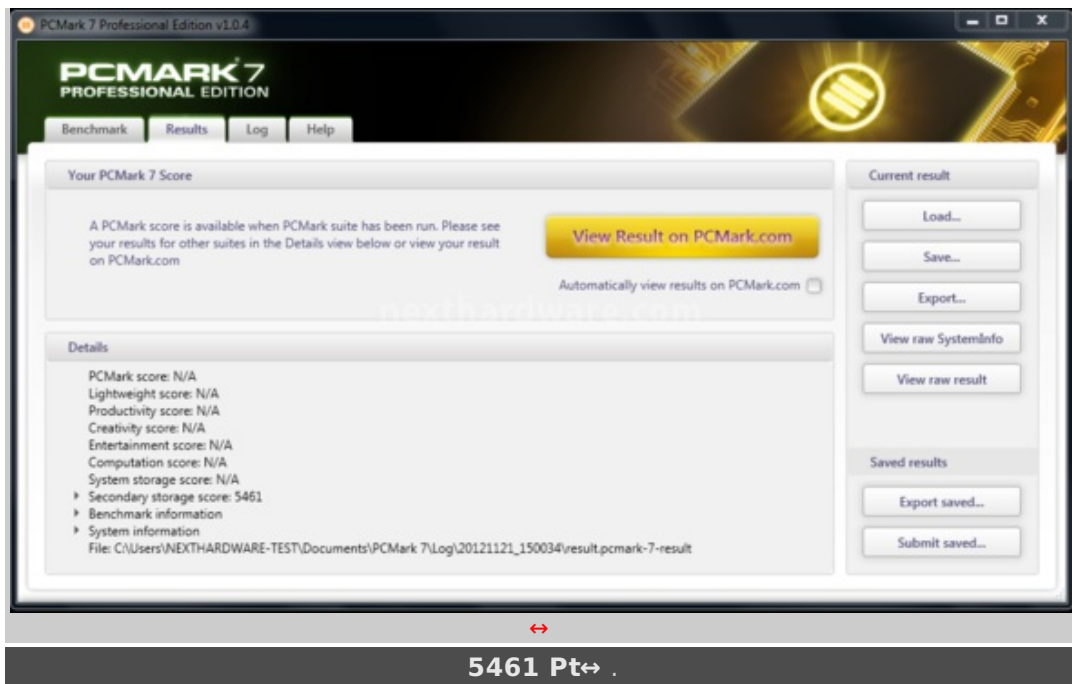 PCMark 7 Professional Edition v1.0.4
PCMARK 7
PROFESSIONAL EDITION
Benchmark Results Log Help
Your PCMark 7 Score
A PCMark score is available when PCMark suite has been run. Please see
your results for other suites in the Details view below or view your result
on PCMark.com
View Result on PCMark.com
Automatically view results on PCMark.com
nexthardware.com
Details
PCMark score: N/A
Lightweight score: N/A
Productivity score: N/A
Creativity score: N/A
Entertainment score: N/A
Computation score: N/A
System storage score: N/A
Secondary storage score: 5461
Benchmark information
System information
File: C:\Users\NEXTHARDWARE-TEST\Documents\PCMark 7\Log\20121121_150034\result.pcmark-7-result
Current result
Load...
Save...
Export...
View raw SystemInfo
View raw result
Saved results
Export saved...
Submit saved...
↔
5461 Pt↔ .